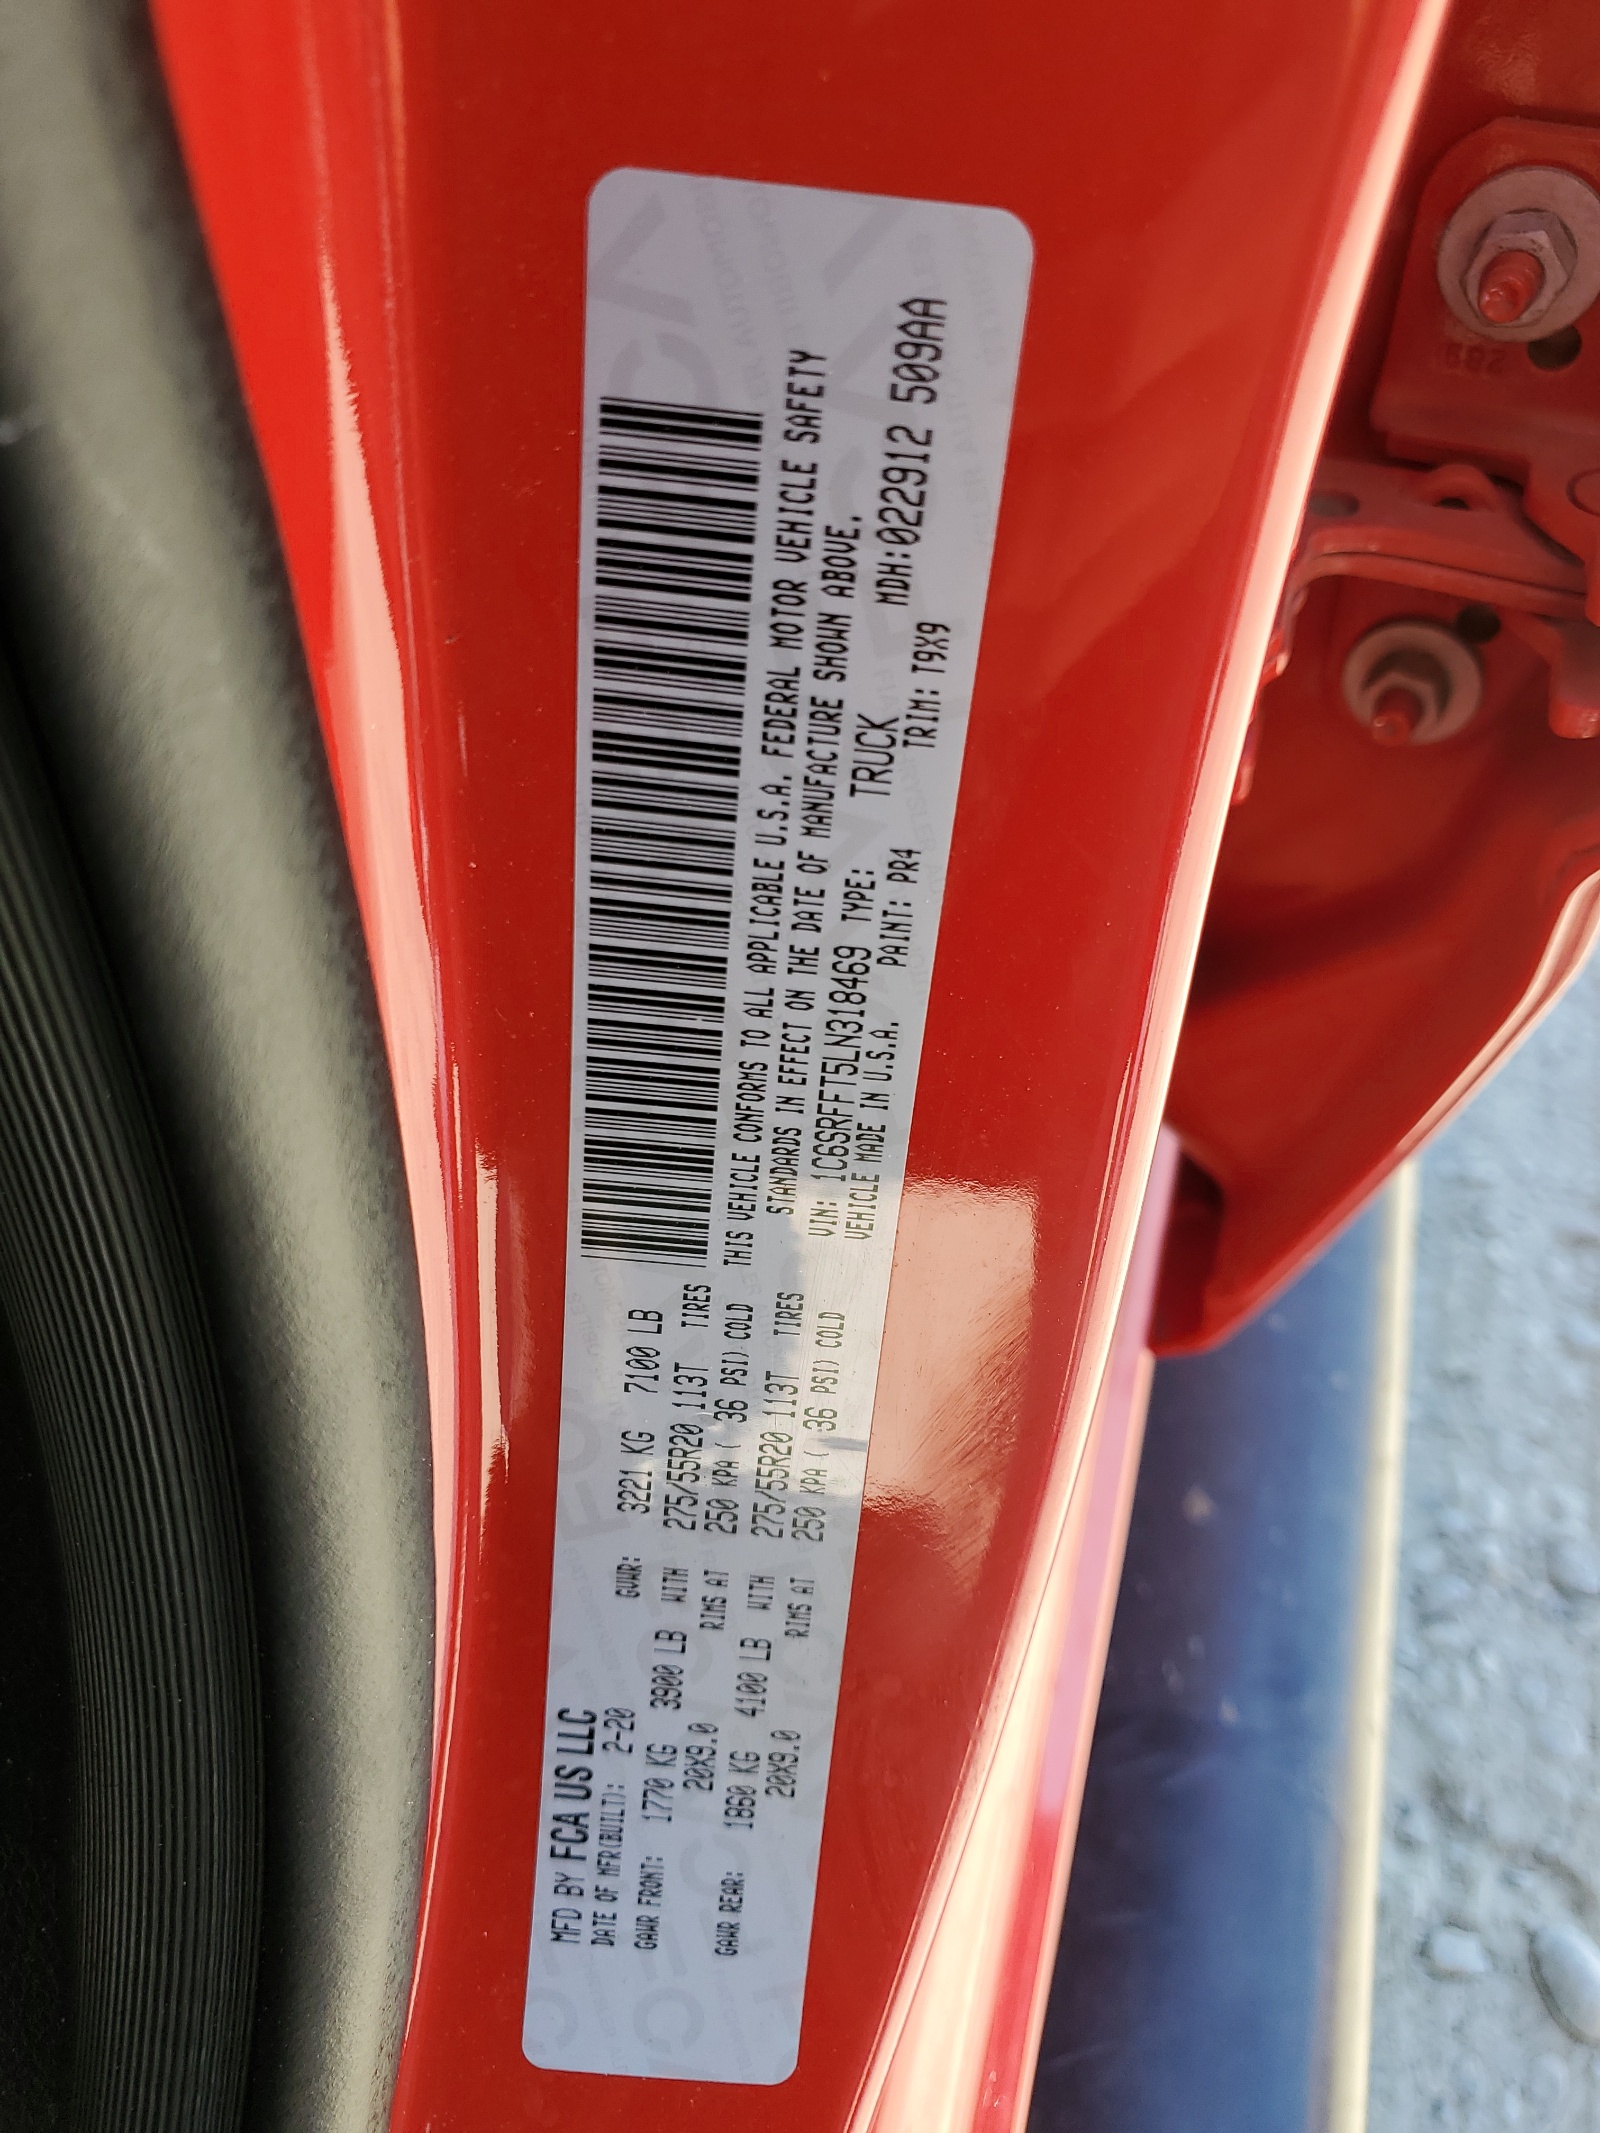 MFD BY FCA US LLC
DATE OF MFR(BUILT): 2-20 GVWR: 3221 KG 7100 LB
GAWR FRONT: 1770 KG 3900 LB WITH 275/55R20 113T TIRES
20X9.0 RIMS AT 250 KPA ( 36 PSI) COLD
GAWR REAR: 1860 KG 4100 LB WITH 275/55R20 113T TIRES
20X9.0 RIMS AT 250 KPA ( 36 PSI) COLD
THIS VEHICLE CONFORMS TO ALL APPLICABLE U.S.A. FEDERAL MOTOR VEHICLE SAFETY
STANDARDS IN EFFECT ON THE DATE OF MANUFACTURE SHOWN ABOVE.
VIN: 1C6SRFFT5LN318469 TYPE: TRUCK MDH:022912 509AA
VEHICLE MADE IN U.S.A. PAINT: PR4 TRIM: T9X9